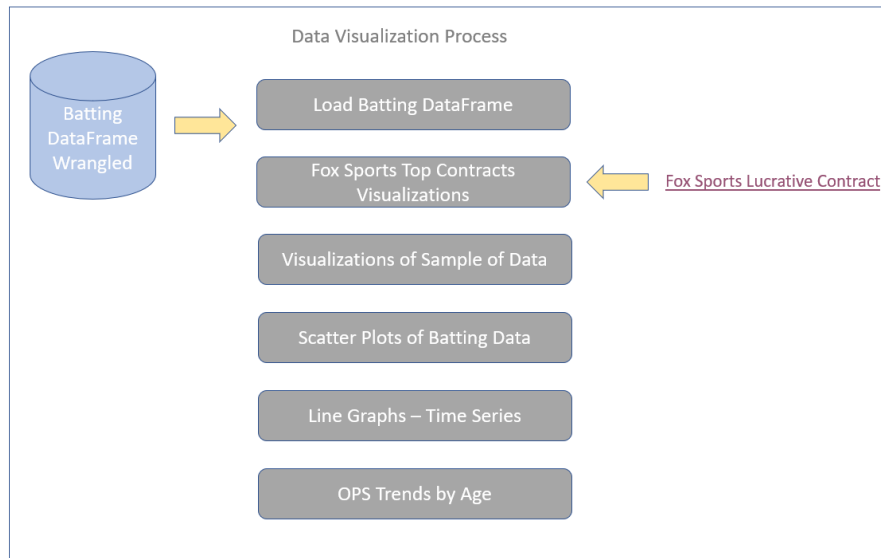 Data Visualization Process
Batting
DataFrame
Wrangled
Load Batting DataFrame
Fox Sports Top Contracts
Visualizations
Fox Sports Lucrative Contract
Visualizations of Sample of Data
Scatter Plots of Batting Data
Line Graphs – Time Series
OPS Trends by Age